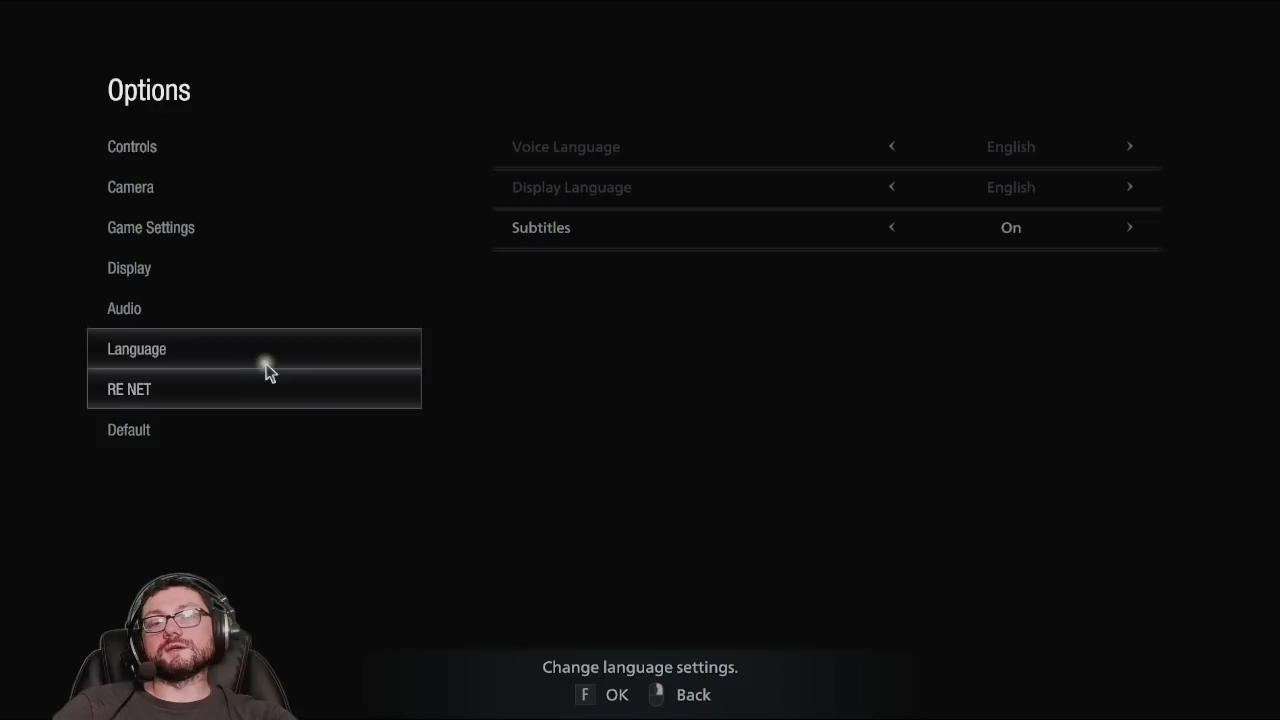 Options
Controls
Camera
Game Settings
Display
Audio
Language
RE NET
Default
Voice Language < English >
Display Language < English >
Subtitles < On >
Change language settings.
F OK Back